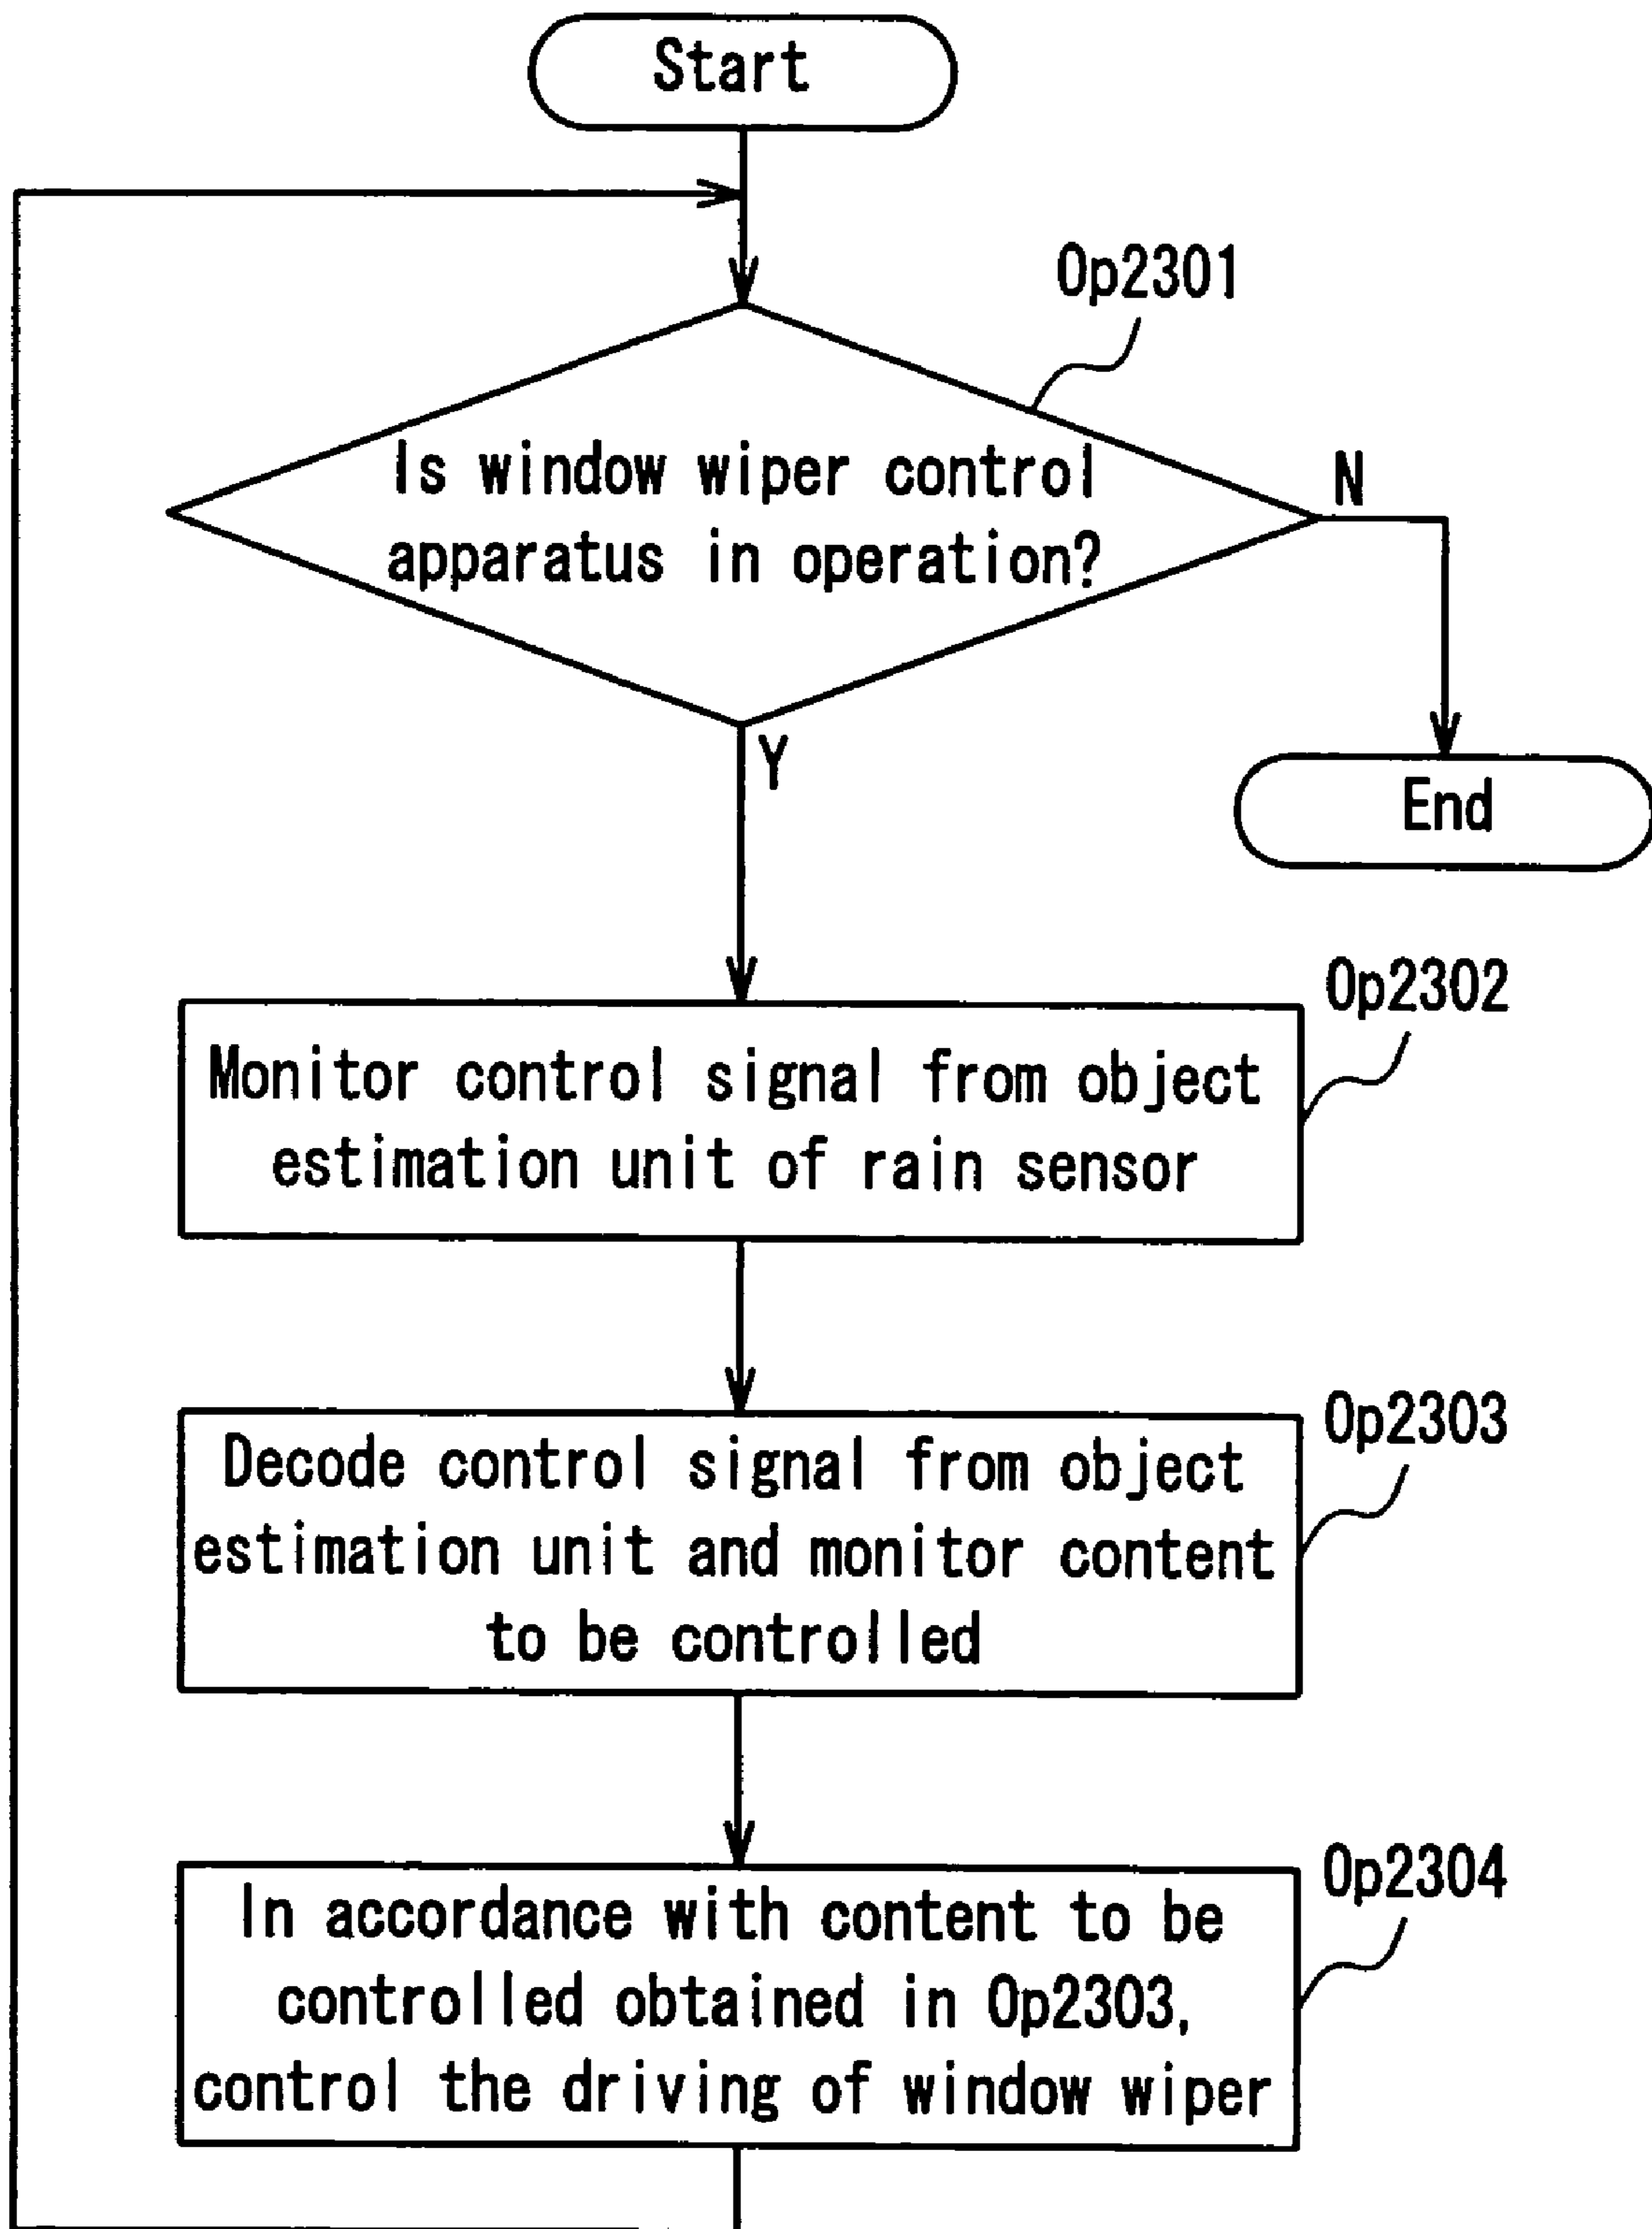 Start
Op2301
Is window wiper control
apparatus in operation?
N
Y
End
Op2302
Monitor control signal from object
estimation unit of rain sensor
Op2303
Decode control signal from object
estimation unit and monitor content
to be controlled
Op2304
In accordance with content to be
controlled obtained in Op2303,
control the driving of window wiper